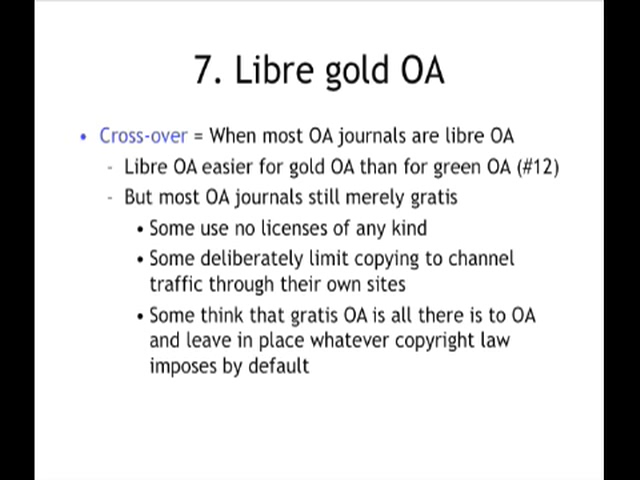 7. Libre gold OA
• Cross-over = When most OA journals are libre OA
- Libre OA easier for gold OA than for green OA (#12)
- But most OA journals still merely gratis
• Some use no licenses of any kind
• Some deliberately limit copying to channel
traffic through their own sites
• Some think that gratis OA is all there is to OA
and leave in place whatever copyright law
imposes by default